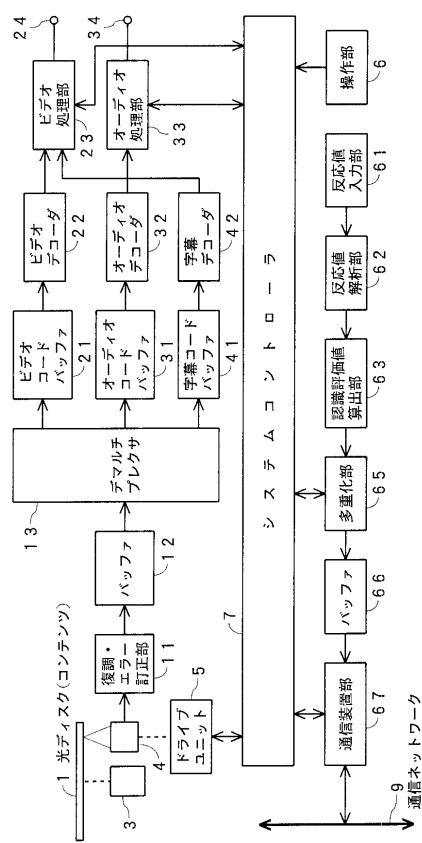 1 光ディスク(コンテンツ)
3
4
復調・
エラー
訂正部
11
バッファ
12
デマルチ
プレクサ
13
ビデオ
コード
バッファ
21
ビデオ
デコーダ
22
ビデオ
処理部
23
24
オーディオ
コード
バッファ
31
オーディオ
デコーダ
32
オーディオ
処理部
33
34
字幕コード
バッファ
41
字幕
デコーダ
42
ドライブ
ユニット
5
システムコントローラ
7
操作部
6
反応値
入力部
61
反応値
解析部
62
認識評価値
算出部
63
多重化部
65
バッファ
66
通信装置部
67
9
通信ネットワーク